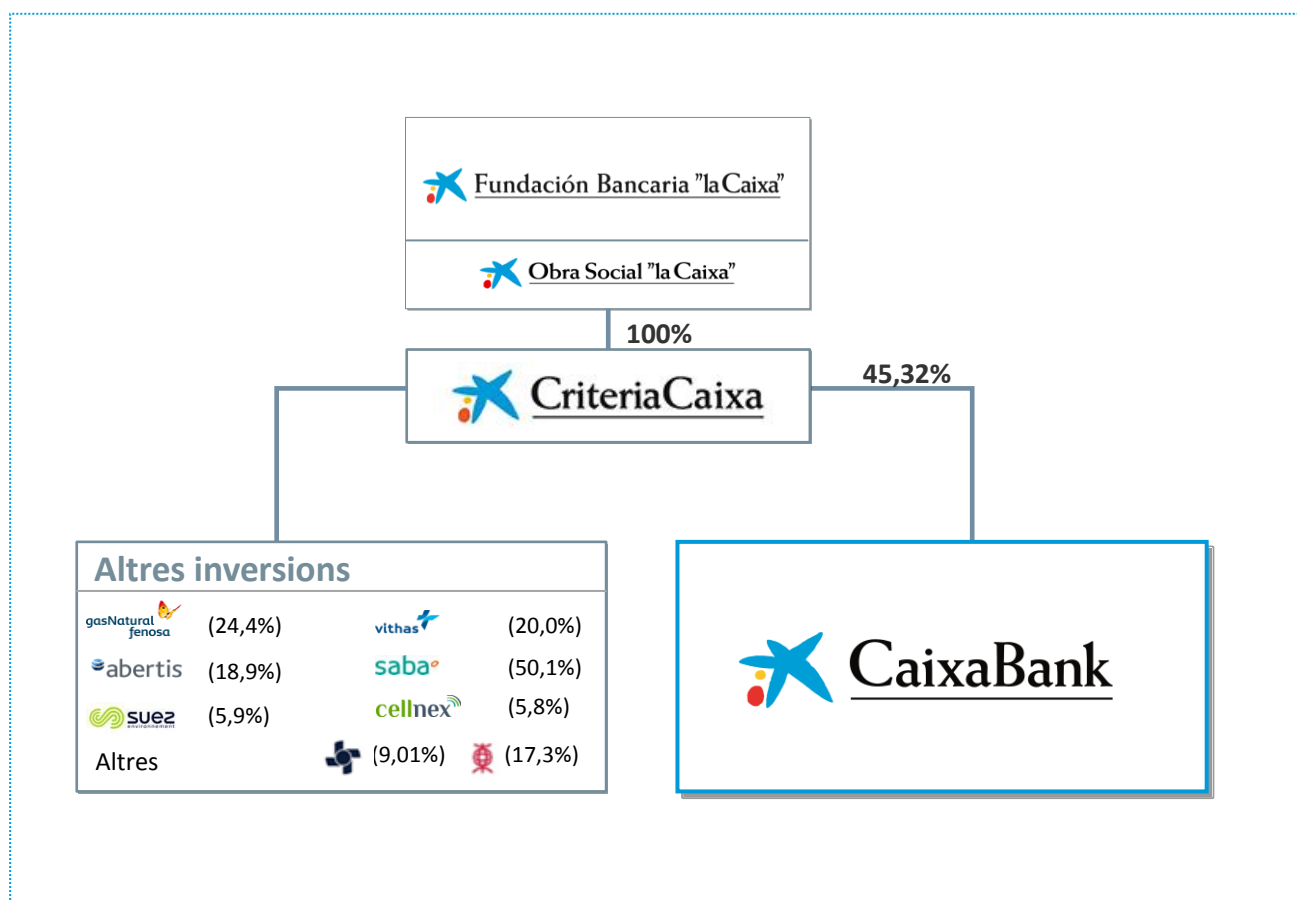 Fundación Bancaria "la Caixa"
Obra Social "la Caixa"
100%
CriteriaCaixa
45,32%
Altres inversions
gasNatural fenosa (24,4%) vithas (20,0%)
abertis (18,9%) saba (50,1%)
suez environnement (5,9%) cellnex (5,8%)
Altres (9,01%) (17,3%)
CaixaBank